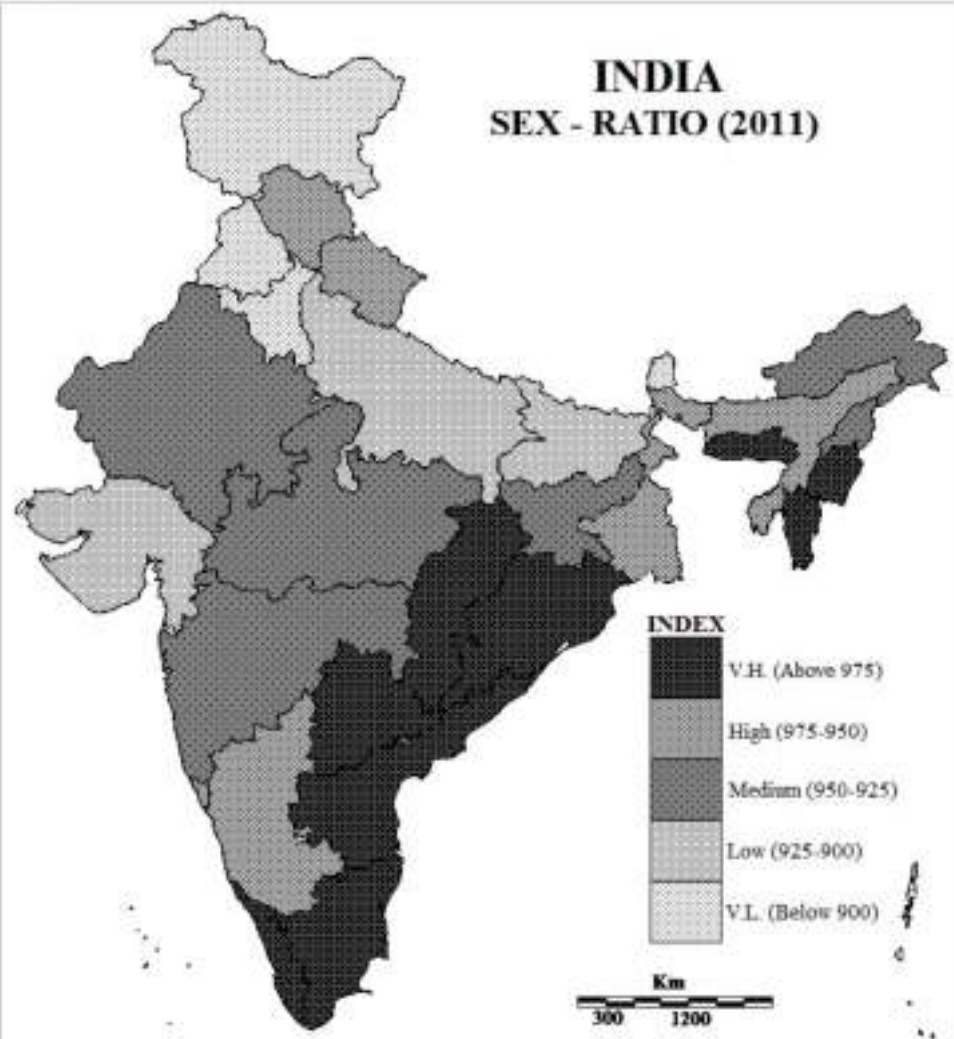 INDIA
SEX - RATIO (2011)
INDEX
V.H. (Above 975)
High (975-950)
Medium (950-925)
Low (925-900)
V.L. (Below 900)
Km
300 1200